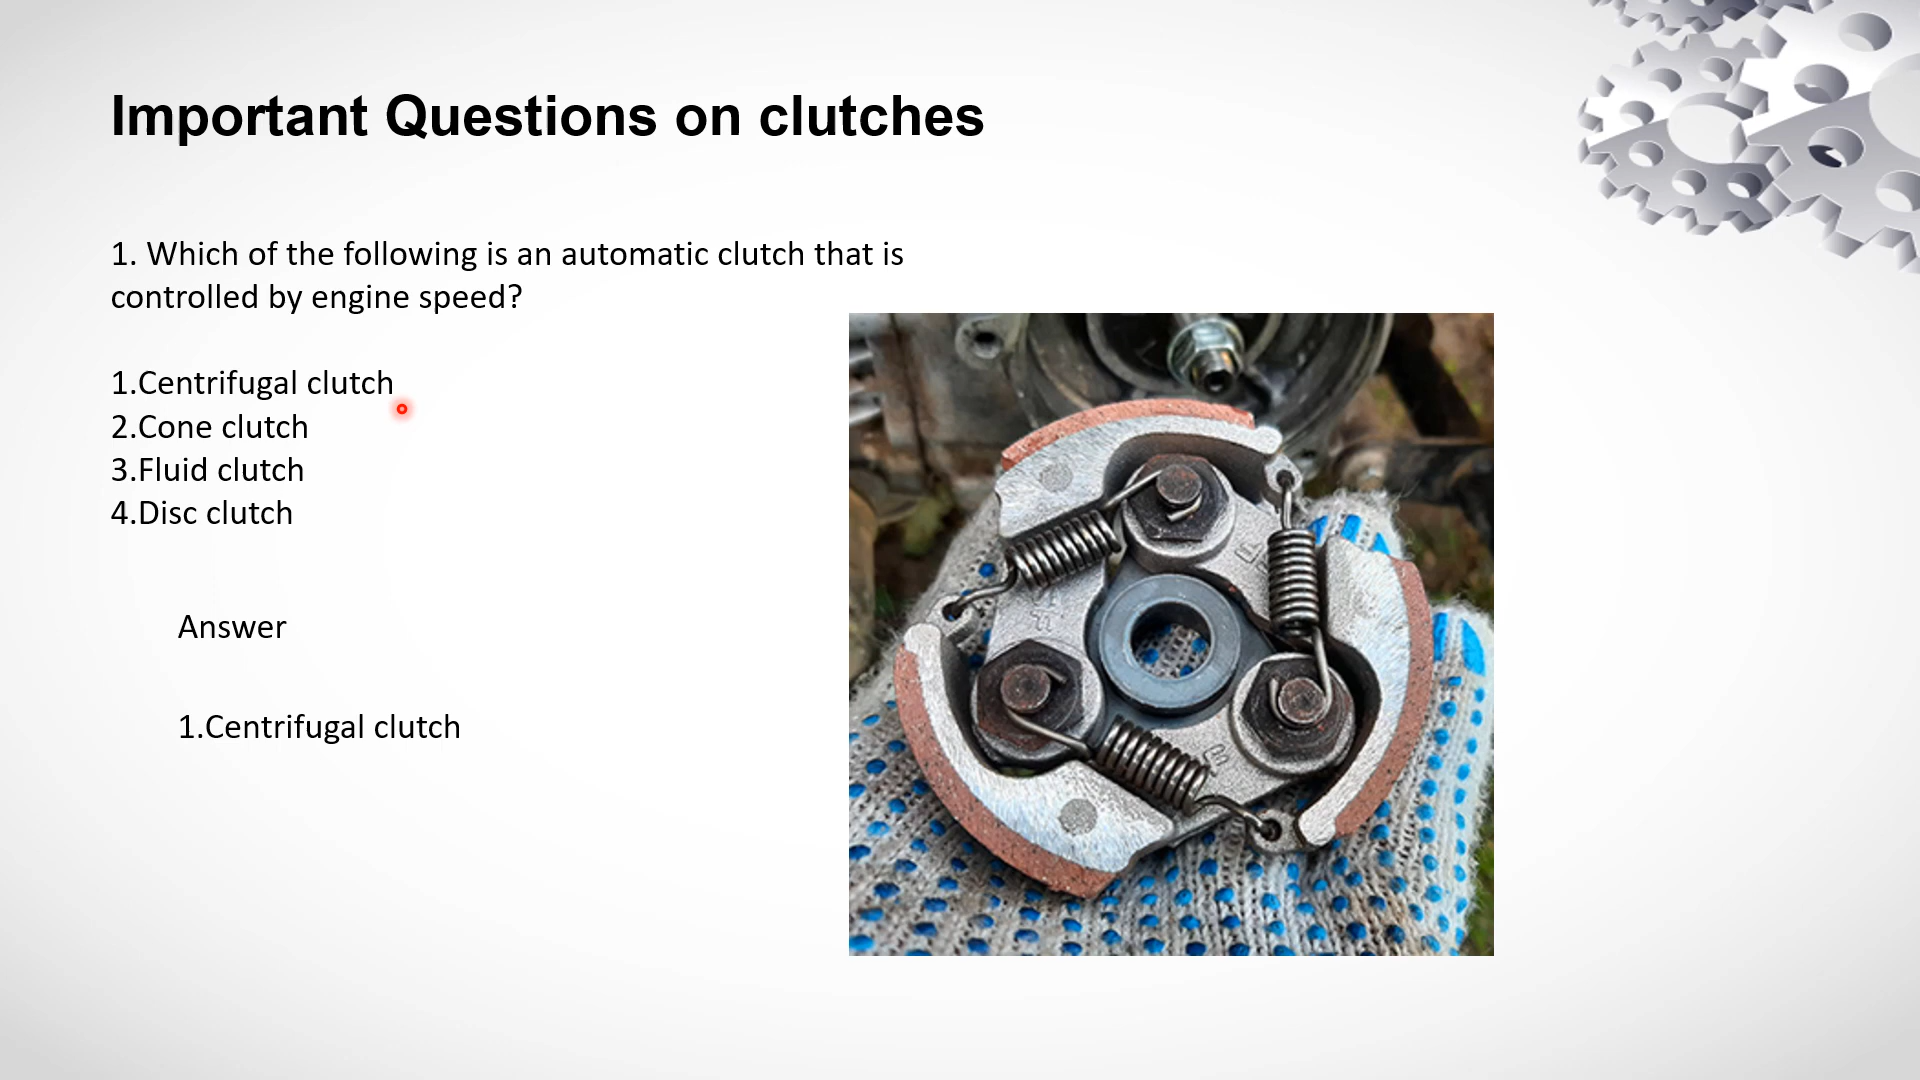 Important Questions on clutches
1. Which of the following is an automatic clutch that is
controlled by engine speed?
1.Centrifugal clutch
2.Cone clutch
3.Fluid clutch
4.Disc clutch
Answer
1.Centrifugal clutch